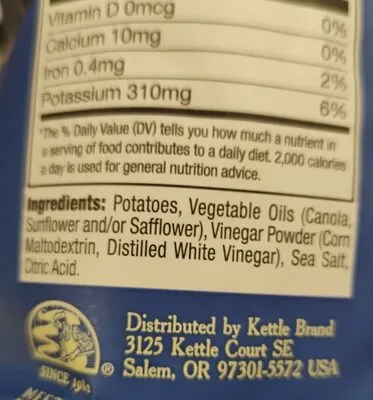 Vitamin D 0mcg 0%
Calcium 10mg 0%
Iron 0.4mg 2%
Potassium 310mg 6%
*The % Daily Value (DV) tells you how much a nutrient in
a serving of food contributes to a daily diet. 2,000 calories
a day is used for general nutrition advice.
Ingredients: Potatoes, Vegetable Oils (Canola,
Sunflower and/or Safflower), Vinegar Powder (Corn
Maltodextrin, Distilled White Vinegar), Sea Salt,
Citric Acid.
Distributed by Kettle Brand
3125 Kettle Court SE
Salem, OR 97301-5572 USA
SINCE 1982 ®